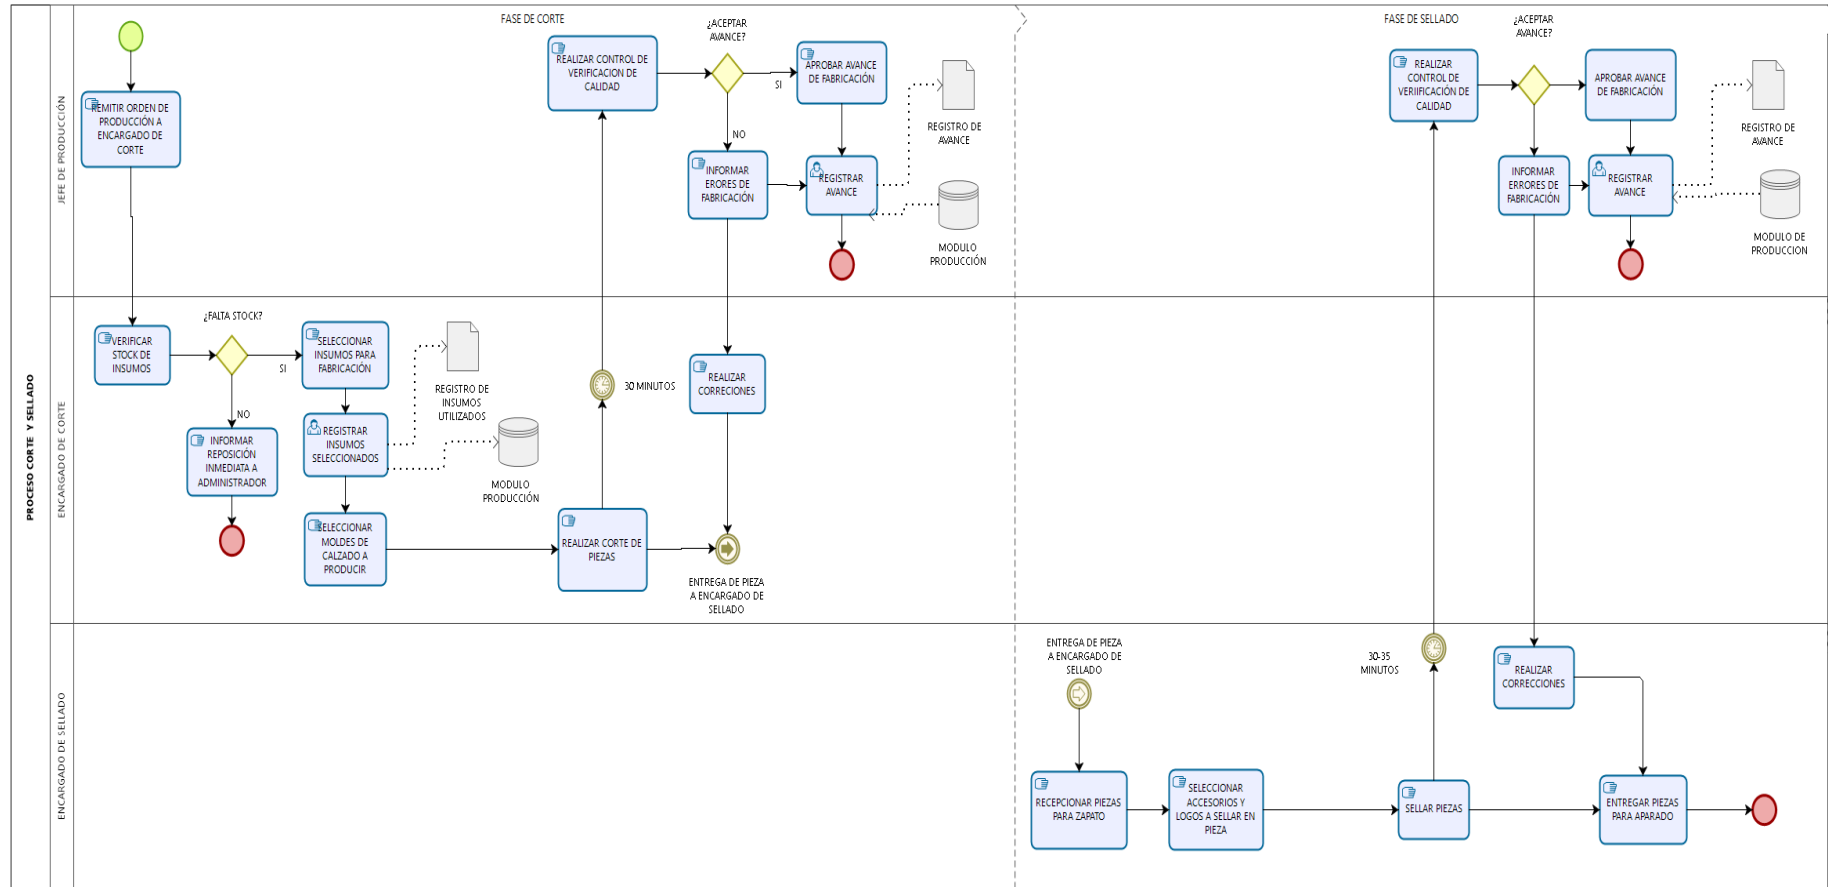 PROCESO CORTE Y SELLADO
JEFE DE PRODUCCIÓN
FASE DE CORTE
¿ACEPTAR
AVANCE?
REMITIR ORDEN DE
PRODUCCIÓN A
ENCARGADO DE
CORTE
REALIZAR CONTROL DE
VERIFICACION DE
CALIDAD
SI
NO
APROBAR AVANCE
DE FABRICACIÓN
INFORMAR
ERORES DE
FABRICACIÓN
REGISTRAR
AVANCE
REGISTRO DE
AVANCE
MODULO
PRODUCCIÓN
FASE DE SELLADO
¿ACEPTAR
AVANCE?
REALIZAR
CONTROL DE
VERIIFICACIÓN DE
CALIDAD
APROBAR AVANCE
DE FABRICACIÓN
INFORMAR
ERRORES DE
FABRICACIÓN
REGISTRAR
AVANCE
REGISTRO DE
AVANCE
MODULO DE
PRODUCCION
ENCARGADO DE CORTE
VERIFICAR
STOCK DE
INSUMOS
¿FALTA STOCK?
SI
NO
INFORMAR
REPOSICIÓN
INMEDIATA A
ADMINISTRADOR
SELECCIONAR
INSUMOS PARA
FABRICACIÓN
REGISTRAR
INSUMOS
SELECCIONADOS
SELECCIONAR
MOLDES DE
CALZADO A
PRODUCIR
REGISTRO DE
INSUMOS
UTILIZADOS
MODULO
PRODUCCIÓN
30 MINUTOS
REALIZAR CORTE DE
PIEZAS
REALIZAR
CORRECIONES
ENTREGA DE PIEZA
A ENCARGADO DE
SELLADO
ENCARGADO DE SELLADO
ENTREGA DE PIEZA
A ENCARGADO DE
SELLADO
RECEPCIONAR PIEZAS
PARA ZAPATO
SELECCIONAR
ACCESORIOS Y
LOGOS A SELLAR EN
PIEZA
30-35
MINUTOS
SELLAR PIEZAS
REALIZAR
CORRECCIONES
ENTREGAR PIEZAS
PARA APARADO